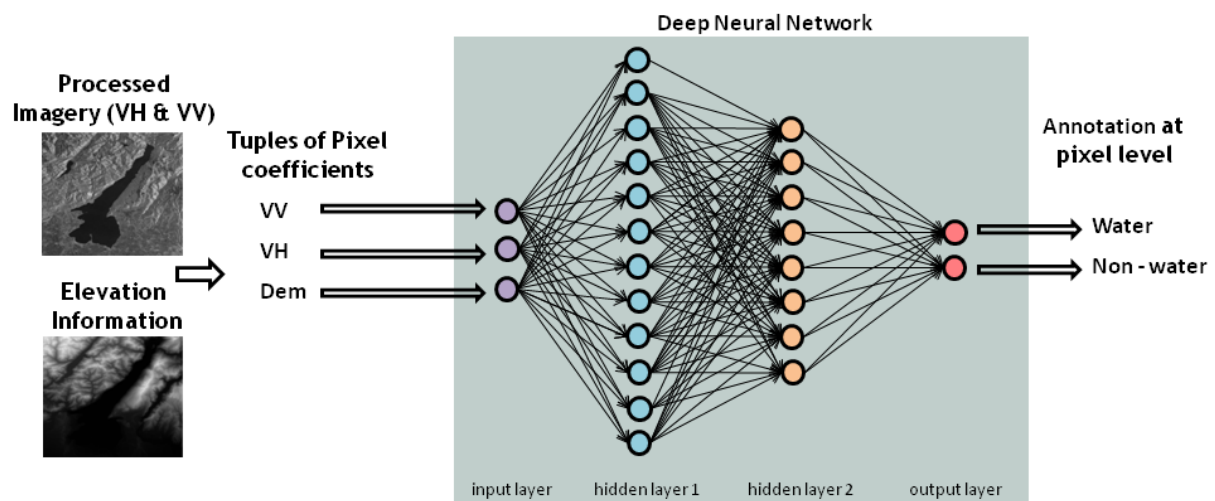 Deep Neural Network
Processed
Imagery (VH & VV)
Tuples of Pixel
coefficients
VV
VH
Dem
Elevation
Information
Annotation at
pixel level
Water
Non - water
input layer
hidden layer 1
hidden layer 2
output layer